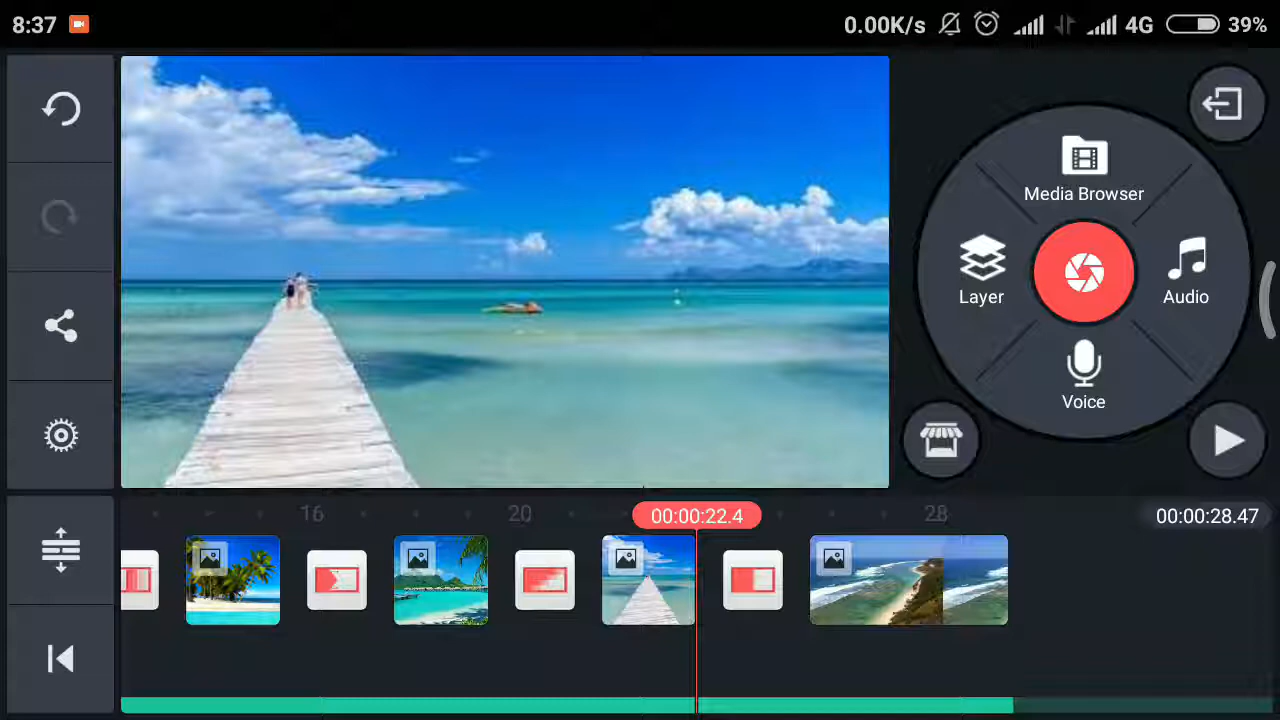 8:37
0.00K/s 4G 39%
Media Browser
Layer
Audio
Voice
16 20 00:00:22.4 28 00:00:28.47